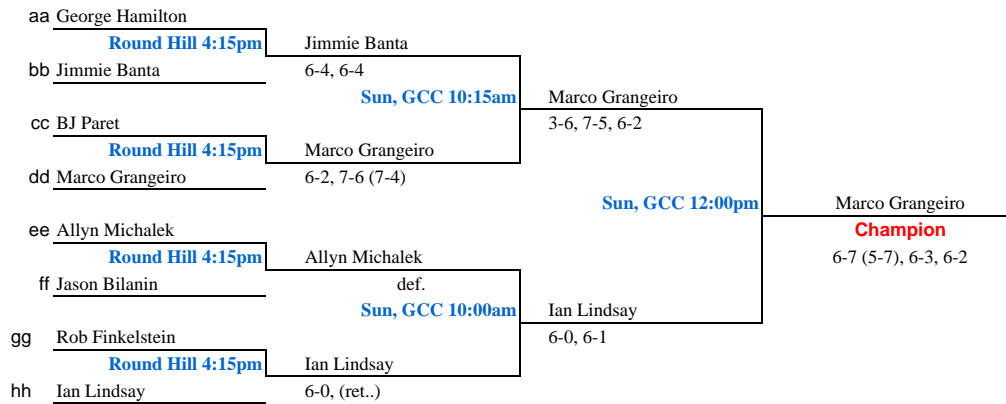 aa George Hamilton
Round Hill 4:15pm Jimmie Banta
bb Jimmie Banta 6-4, 6-4
Sun, GCC 10:15am Marco Grangeiro
cc BJ Paret 3-6, 7-5, 6-2
Round Hill 4:15pm Marco Grangeiro
dd Marco Grangeiro 6-2, 7-6 (7-4)
Sun, GCC 12:00pm Marco Grangeiro
ee Allyn Michalek Champion
Round Hill 4:15pm Allyn Michalek 6-7 (5-7), 6-3, 6-2
ff Jason Bilanin def.
Sun, GCC 10:00am Ian Lindsay
gg Rob Finkelstein 6-0, 6-1
Round Hill 4:15pm Ian Lindsay
hh Ian Lindsay 6-0, (ret..)